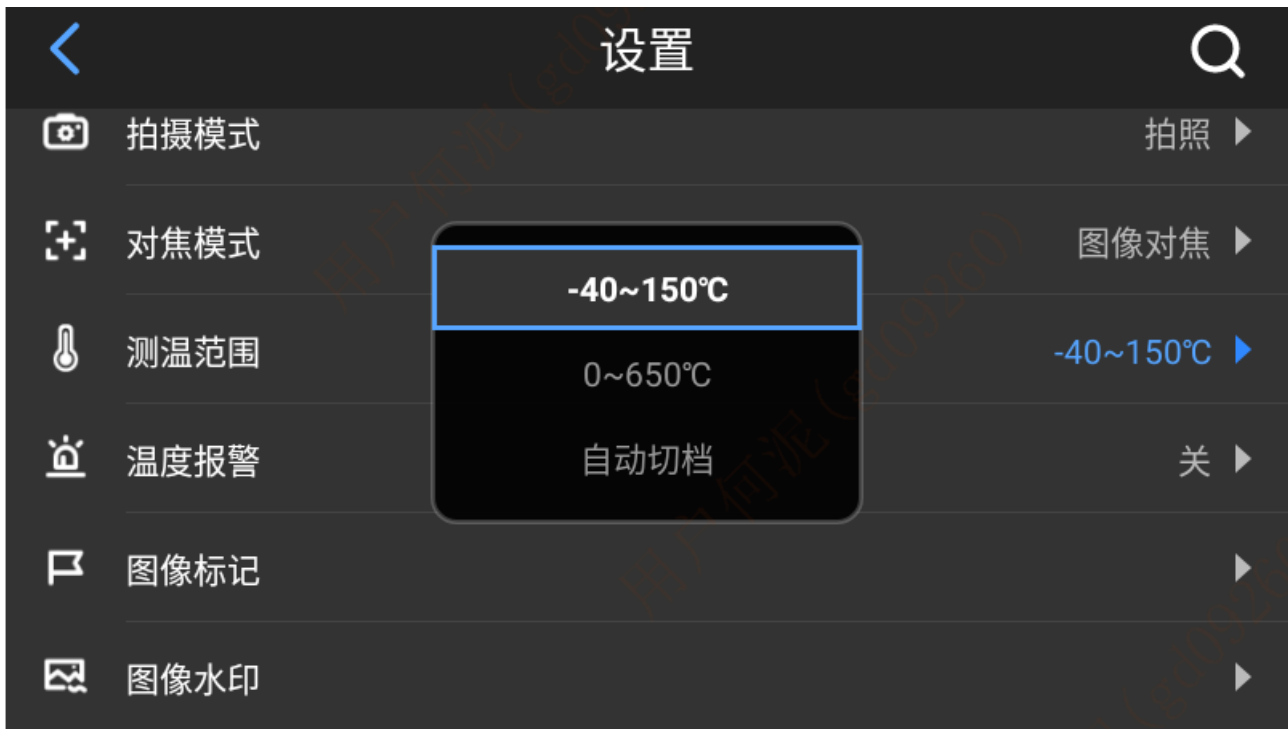 设置
拍摄模式 拍照
对焦模式 图像对焦
-40~150℃
测温范围 -40~150℃
0~650℃
温度报警 关
自动切档
图像标记
图像水印